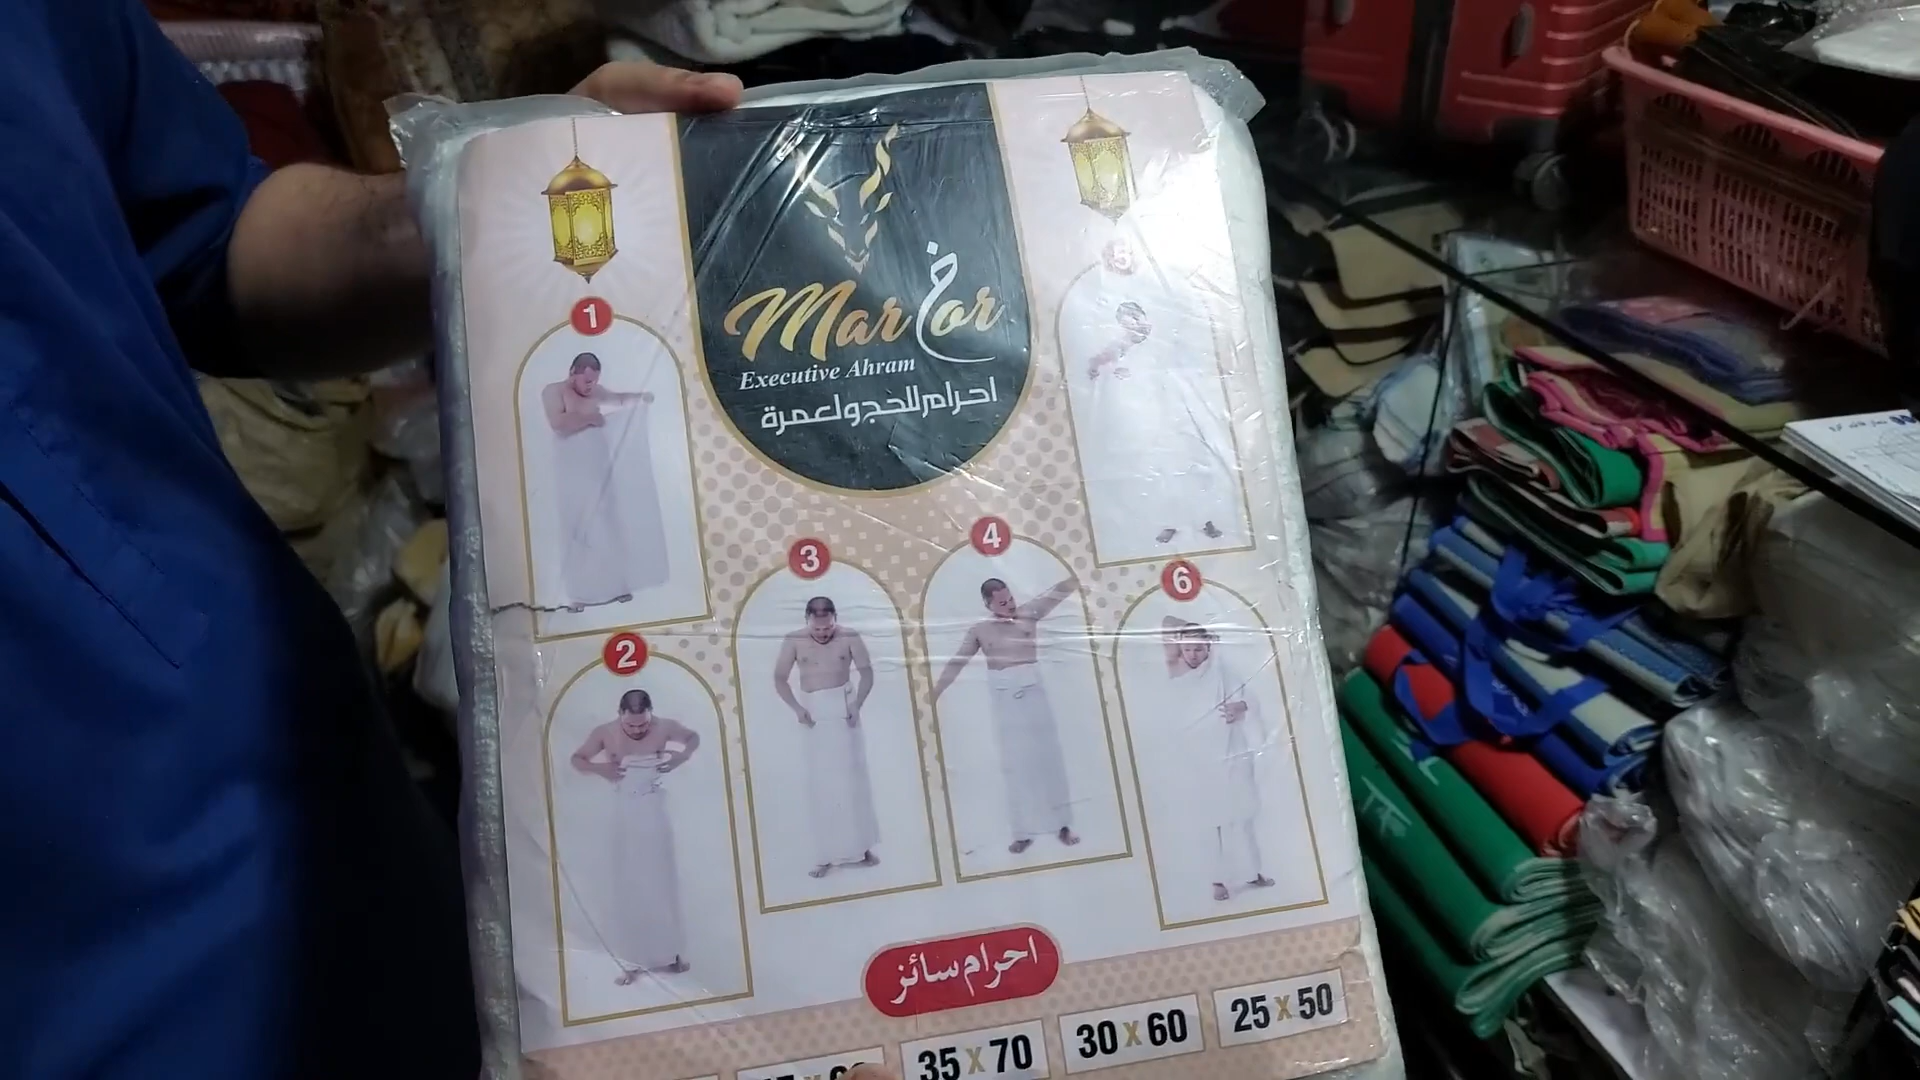 Marخor
Executive Ahram
احرام للحج ولعمرة
1
5
2
3
4
6
احرام سائز
35 x 70
30 x 60
25 x 50